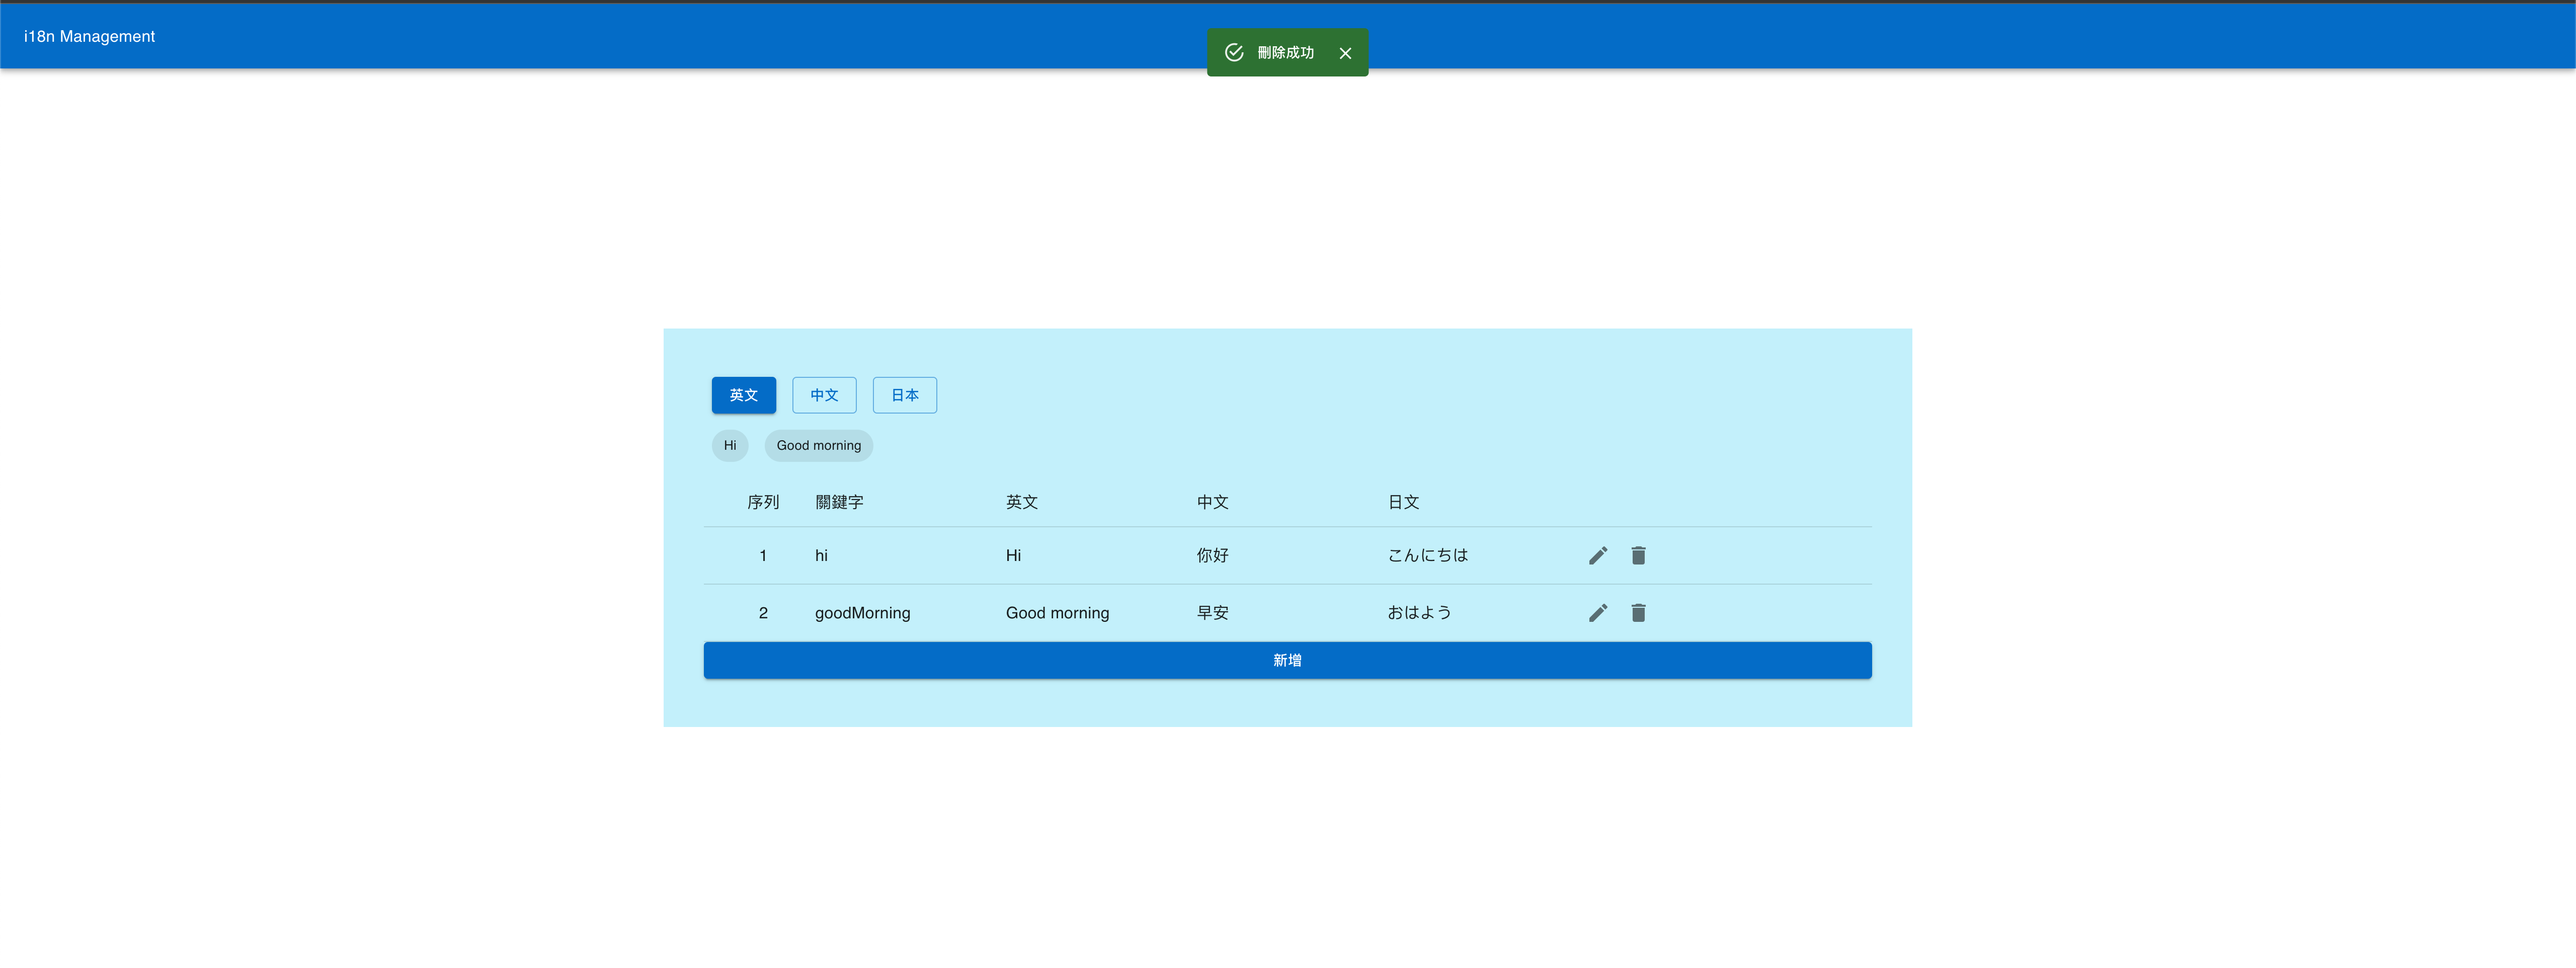 i18n Management
刪除成功
英文 中文 日本
Hi Good morning
序列 關鍵字 英文 中文 日文
1 hi Hi 你好 こんにちは
2 goodMorning Good morning 早安 おはよう
新增